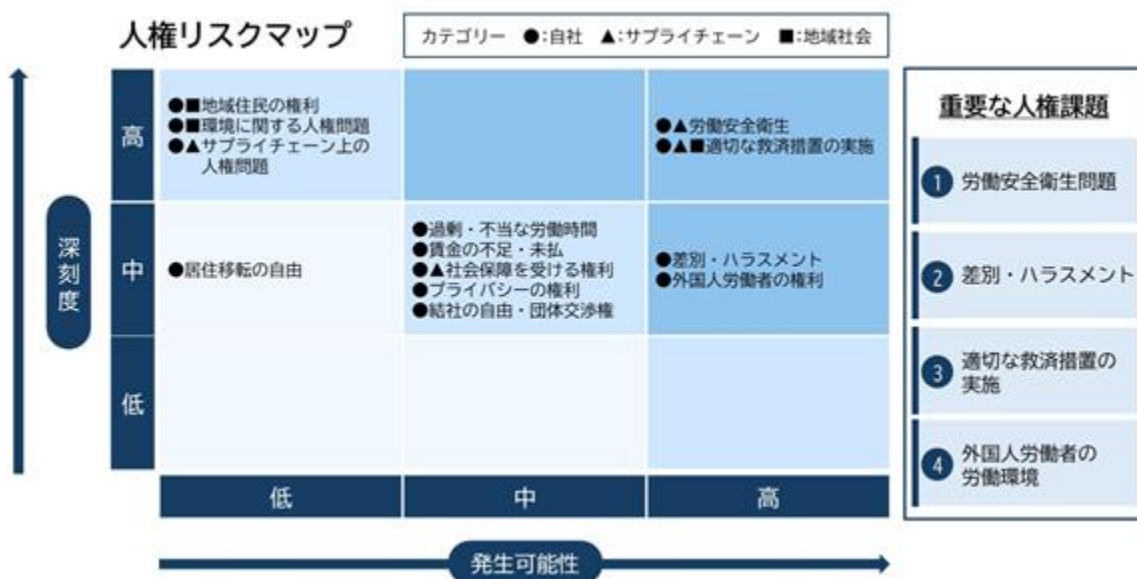 人権リスクマップ
カテゴリー ●:自社 ▲:サプライチェーン ■:地域社会
深刻度
高
●■地域住民の権利
●■環境に関する人権問題
●▲サプライチェーン上の
人権問題
●▲労働安全衛生
●▲■適切な救済措置の実施
中
●居住移転の自由
●過剰・不当な労働時間
●賃金の不足・未払
●▲社会保障を受ける権利
●プライバシーの権利
●結社の自由・団体交渉権
●差別・ハラスメント
●外国人労働者の権利
低
低
中
高
発生可能性
重要な人権課題
1 労働安全衛生問題
2 差別・ハラスメント
3 適切な救済措置の
実施
4 外国人労働者の
労働環境